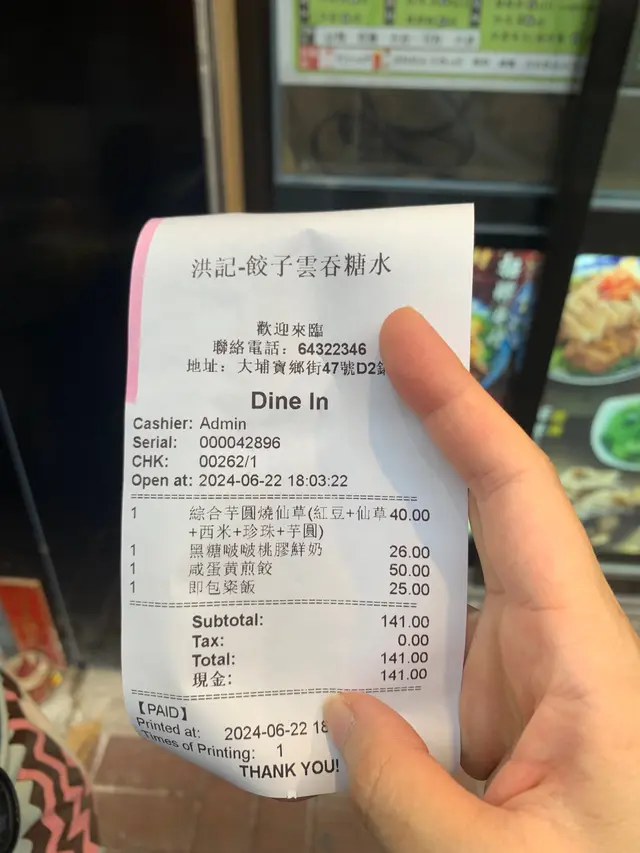 洪記-餃子雲吞糖水
歡迎來臨
聯絡電話：64322346
地址：大埔寶鄉街47號D2
Dine In
Cashier: Admin
Serial: 000042896
CHK: 00262/1
Open at: 2024-06-22 18:03:22
1 綜合芋圓燒仙草(紅豆+仙草 40.00
+西米+珍珠+芋圓)
1 黑糖啵啵桃膠鮮奶 26.00
1 咸蛋黄煎餃 50.00
1 即包粢飯 25.00
Subtotal: 141.00
Tax: 0.00
Total: 141.00
現金: 141.00
【PAID】
Printed at: 2024-06-22 18
Times of Printing: 1
THANK YOU!